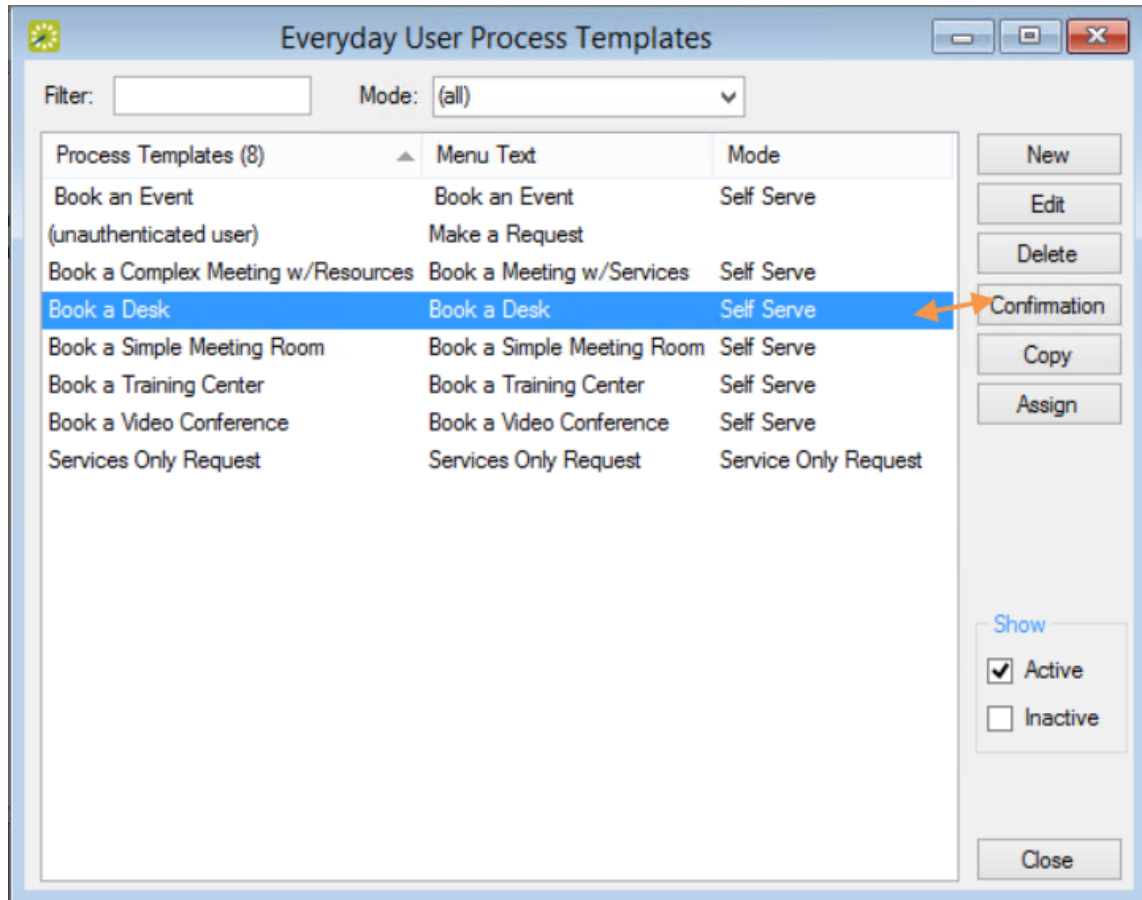 Everyday User Process Templates
Filter: Mode: (all)
Process Templates (8) Menu Text Mode
Book an Event Book an Event Self Serve
(unauthenticated user) Make a Request
Book a Complex Meeting w/Resources Book a Meeting w/Services Self Serve
Book a Desk Book a Desk Self Serve
Book a Simple Meeting Room Book a Simple Meeting Room Self Serve
Book a Training Center Book a Training Center Self Serve
Book a Video Conference Book a Video Conference Self Serve
Services Only Request Services Only Request Service Only Request
New
Edit
Delete
Confirmation
Copy
Assign
Show
Active
Inactive
Close